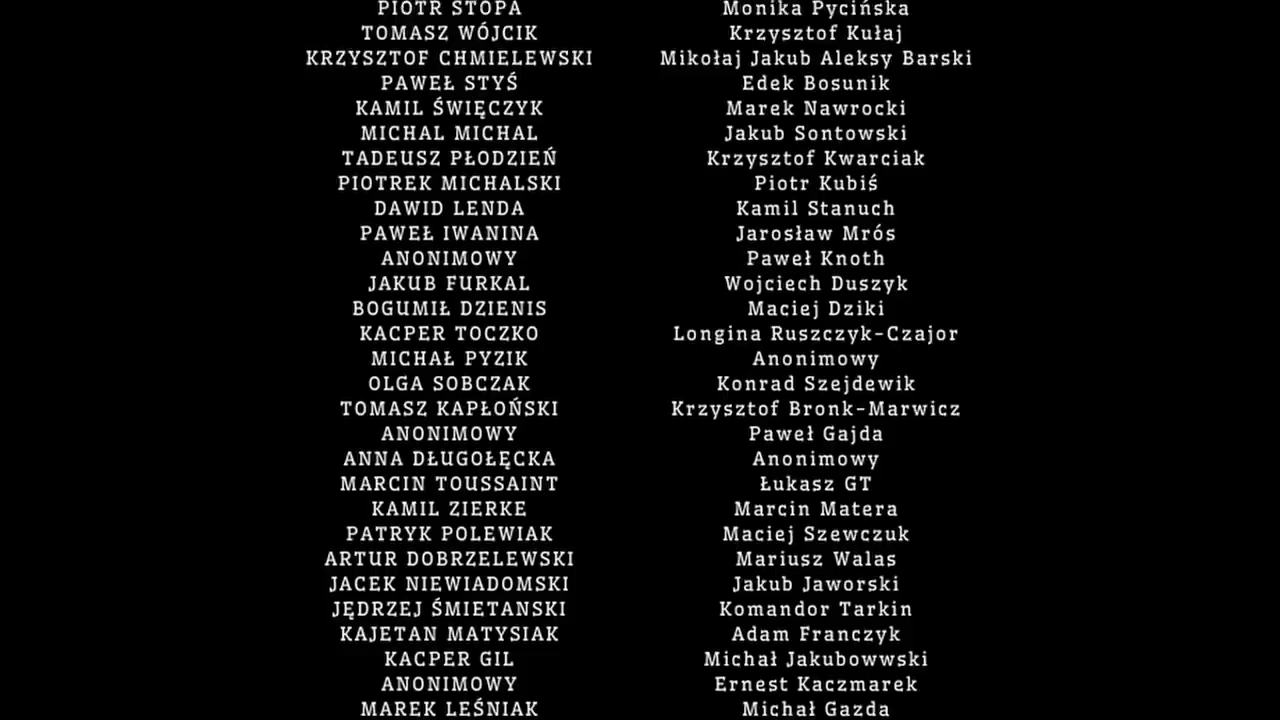 PIOTR STOPA
TOMASZ WÓJCIK
KRZYSZTOF CHMIELEWSKI
PAWEŁ STYŚ
KAMIL ŚWIĘCZYK
MICHAL MICHAL
TADEUSZ PŁODZIEŃ
PIOTREK MICHALSKI
DAWID LENDA
PAWEŁ IWANINA
ANONIMOWY
JAKUB FURKAL
BOGUMIŁ DZIENIS
KACPER TOCZKO
MICHAŁ PYZIK
OLGA SOBCZAK
TOMASZ KAPŁOŃSKI
ANONIMOWY
ANNA DŁUGOŁĘCKA
MARCIN TOUSSAINT
KAMIL ZIERKE
PATRYK POLEWIAK
ARTUR DOBRZELEWSKI
JACEK NIEWIADOMSKI
JĘDRZEJ ŚMIETANSKI
KAJETAN MATYSIAK
KACPER GIL
ANONIMOWY
MAREK LEŚNIAK
Monika Pycińska
Krzysztof Kułaj
Mikołaj Jakub Aleksy Barski
Edek Bosunik
Marek Nawrocki
Jakub Sontowski
Krzysztof Kwarciak
Piotr Kubiś
Kamil Stanuch
Jarosław Mrós
Paweł Knoth
Wojciech Duszyk
Maciej Dziki
Longina Ruszczyk-Czajor
Anonimowy
Konrad Szejdewik
Krzysztof Bronk-Marwicz
Paweł Gajda
Anonimowy
Łukasz GT
Marcin Matera
Maciej Szewczuk
Mariusz Walas
Jakub Jaworski
Komandor Tarkin
Adam Franczyk
Michał Jakubowwski
Ernest Kaczmarek
Michał Gazda